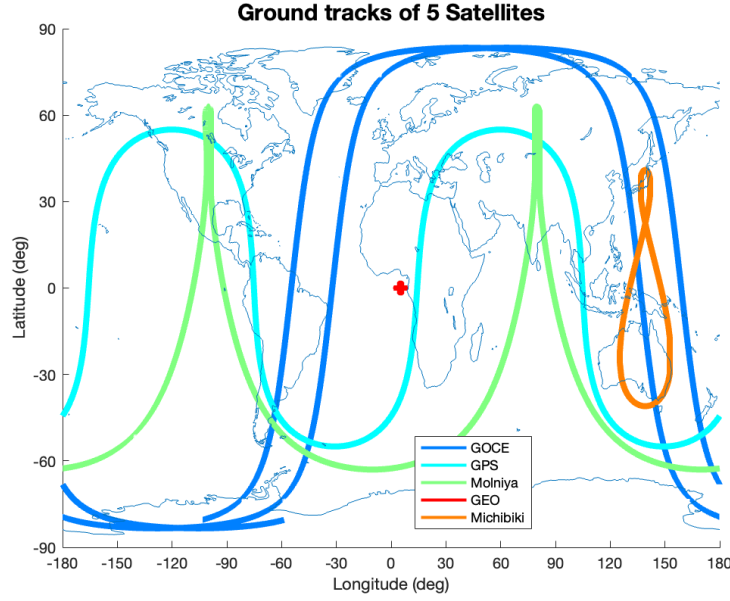 Ground tracks of 5 Satellites
90
60
30
0
-30
-60
-90
Latitude (deg)
GOCE
GPS
Molniya
GEO
Michibiki
-180 -150 -120 -90 -60 -30 0 30 60 90 120 150 180
Longitude (deg)